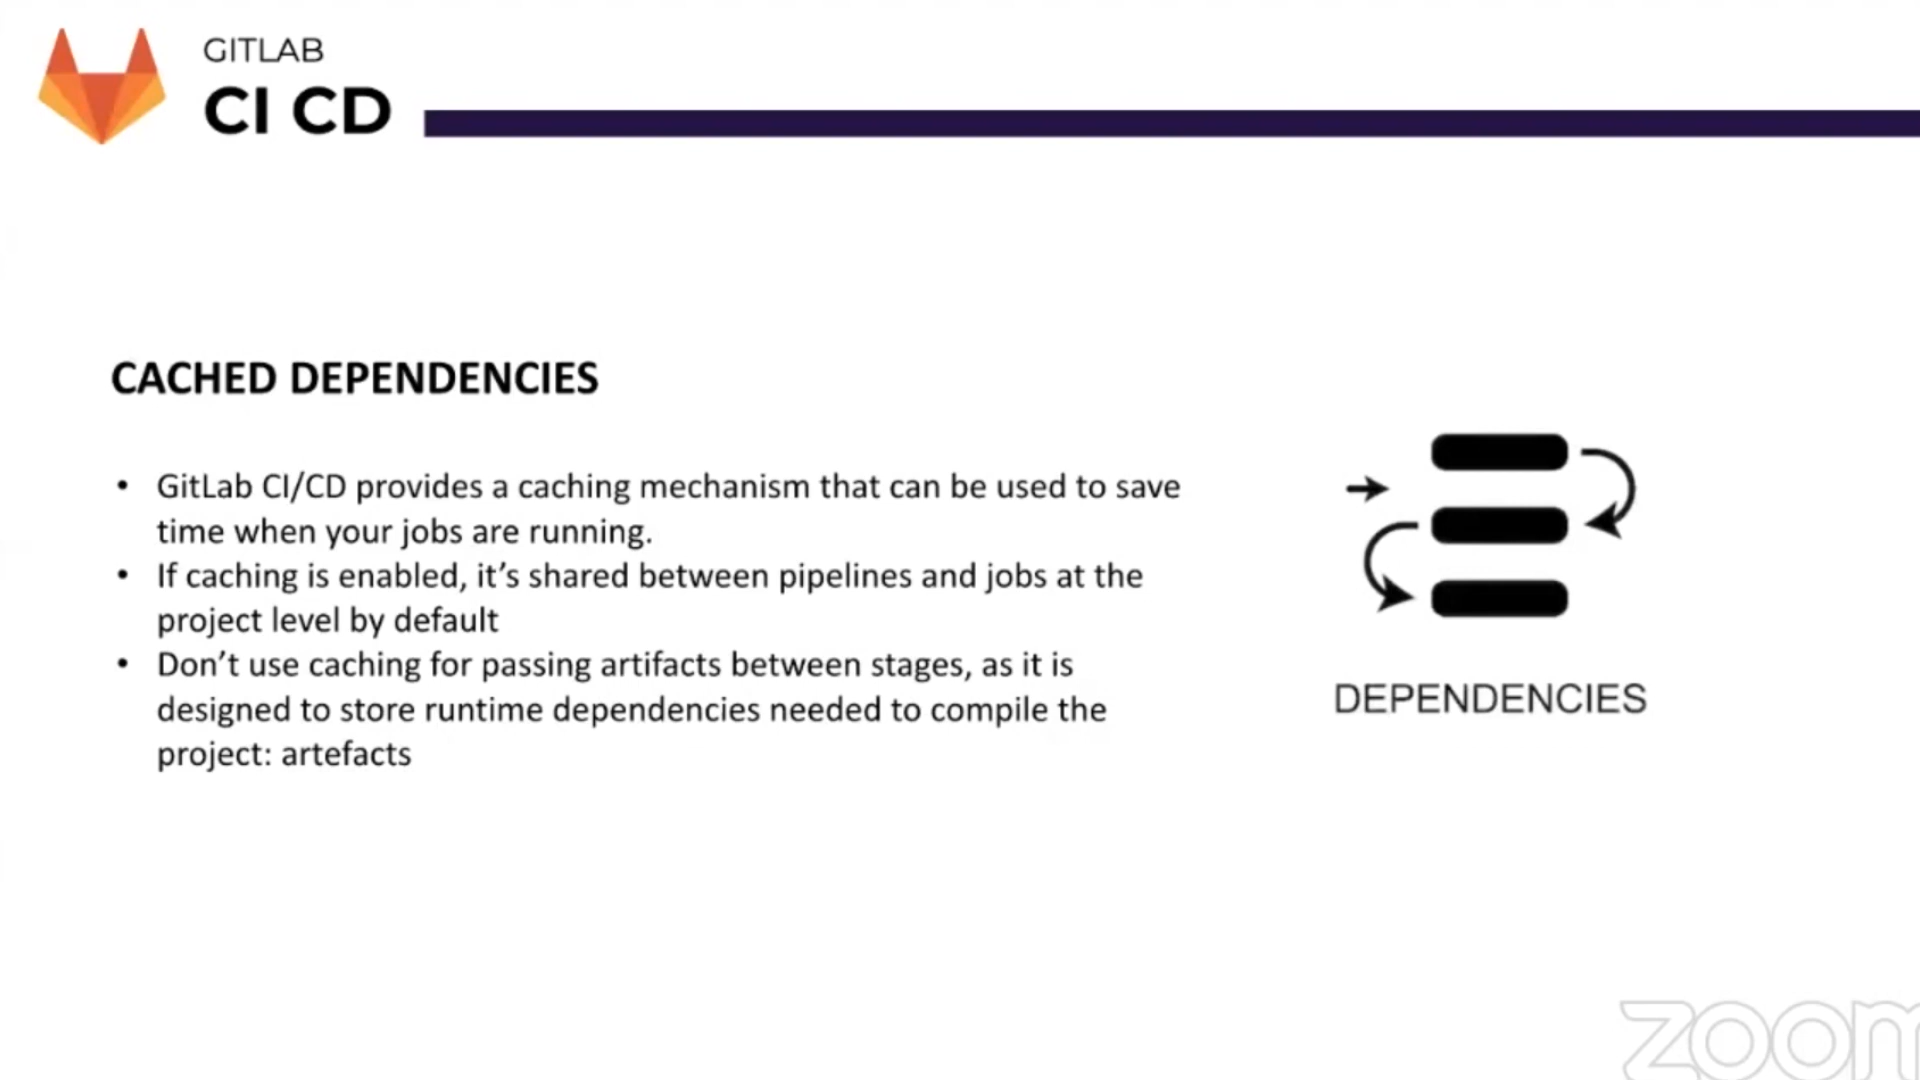 GITLAB
CI CD
CACHED DEPENDENCIES
• GitLab CI/CD provides a caching mechanism that can be used to save
time when your jobs are running.
• If caching is enabled, it’s shared between pipelines and jobs at the
project level by default
• Don’t use caching for passing artifacts between stages, as it is
designed to store runtime dependencies needed to compile the
project: artefacts
DEPENDENCIES
zoom